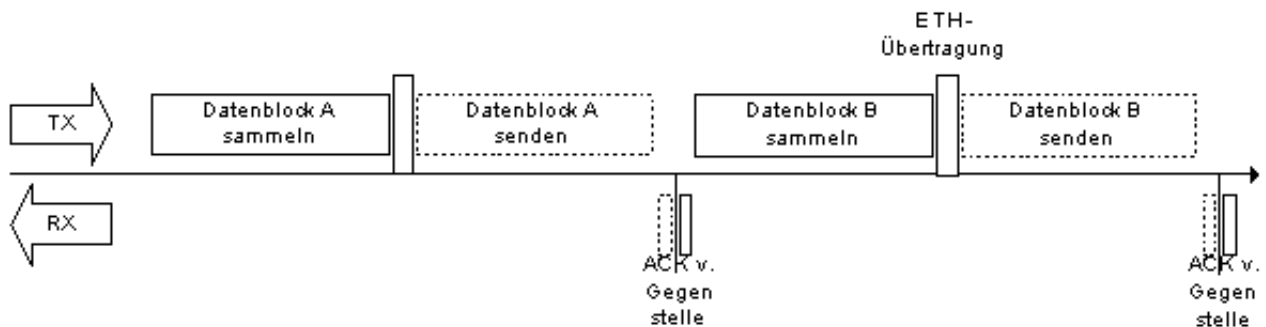 ETH-
Übertragung
TX
Datenblock A
sammeln
Datenblock A
senden
Datenblock B
sammeln
Datenblock B
senden
RX
ACK v.
Gegen
stelle
ACK v.
Gegen
stelle